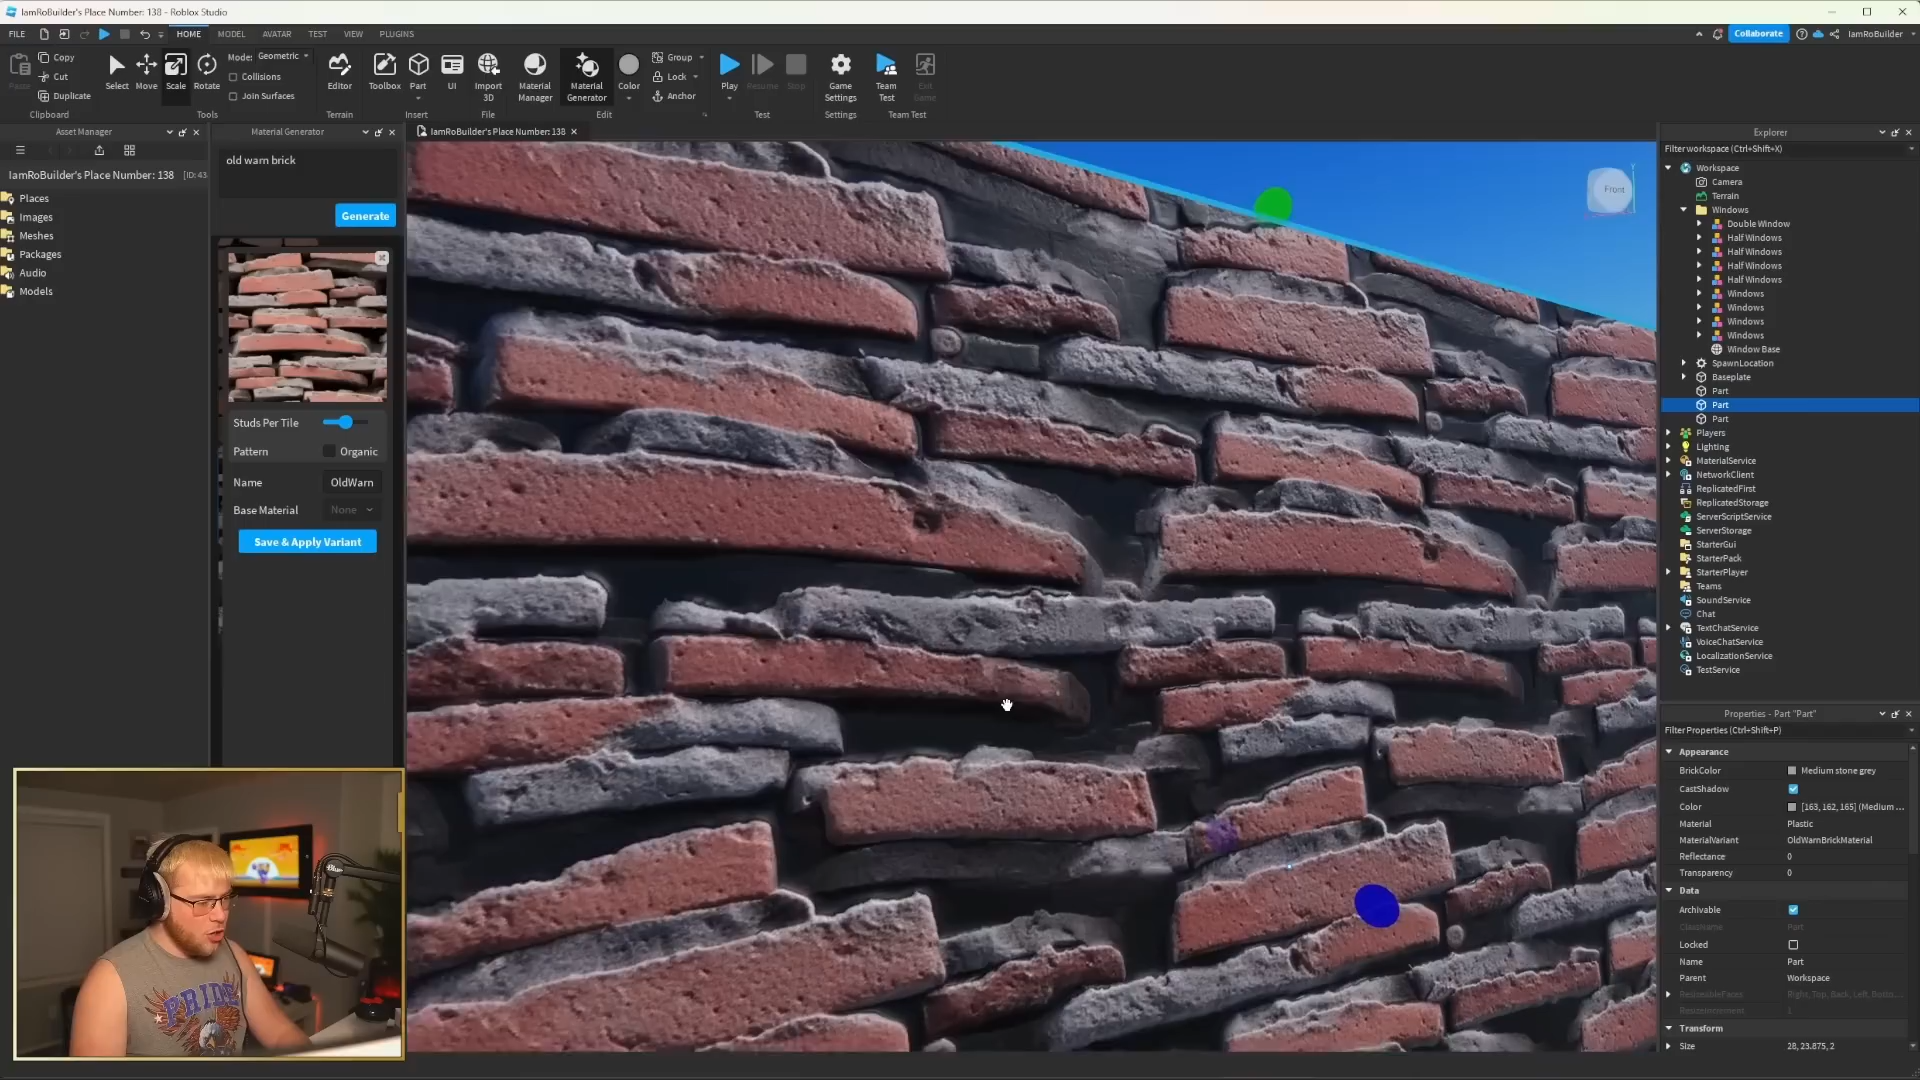 IamRoBuilder's Place Number: 138 - Roblox Studio
FILE HOME MODEL AVATAR TEST VIEW PLUGINS
Collaborate IamRoBuilder
Paste Copy Cut Duplicate
Clipboard
Select Move Scale Rotate
Mode: Geometric
Collisions
Join Surfaces
Tools
Editor
Terrain
Toolbox Part UI
Insert
Import 3D
File
Material Manager
Material Generator
Color
Group
Lock
Anchor
Edit
Play Resume Stop
Test
Game Settings
Settings
Team Test
Exit Game
Team Test
Asset Manager
IamRoBuilder's Place Number: 138 [ID: 43
Places
Images
Meshes
Packages
Audio
Models
Material Generator
old warn brick
Generate
Studs Per Tile
Pattern Organic
Name OldWarn
Base Material None
Save & Apply Variant
IamRoBuilder's Place Number: 138
Front
PRIDE
Explorer
Filter workspace (Ctrl+Shift+X)
Workspace
Camera
Terrain
Windows
Double Window
Half Windows
Half Windows
Half Windows
Half Windows
Windows
Windows
Windows
Windows
Window Base
SpawnLocation
Baseplate
Part
Part
Part
Players
Lighting
MaterialService
NetworkClient
ReplicatedFirst
ReplicatedStorage
ServerScriptService
ServerStorage
StarterGui
StarterPack
StarterPlayer
Teams
SoundService
Chat
TextChatService
VoiceChatService
LocalizationService
TestService
Properties - Part "Part"
Filter Properties (Ctrl+Shift+P)
Appearance
BrickColor Medium stone grey
CastShadow
Color [163, 162, 165] (Medium ...
Material Plastic
MaterialVariant OldWarnBrickMaterial
Reflectance 0
Transparency 0
Data
Archivable
ClassName Part
Locked
Name Part
Parent Workspace
ResizeableFaces Right, Top, Back, Left, Botto...
ResizeIncrement 1
Transform
Size 28, 23.875, 2